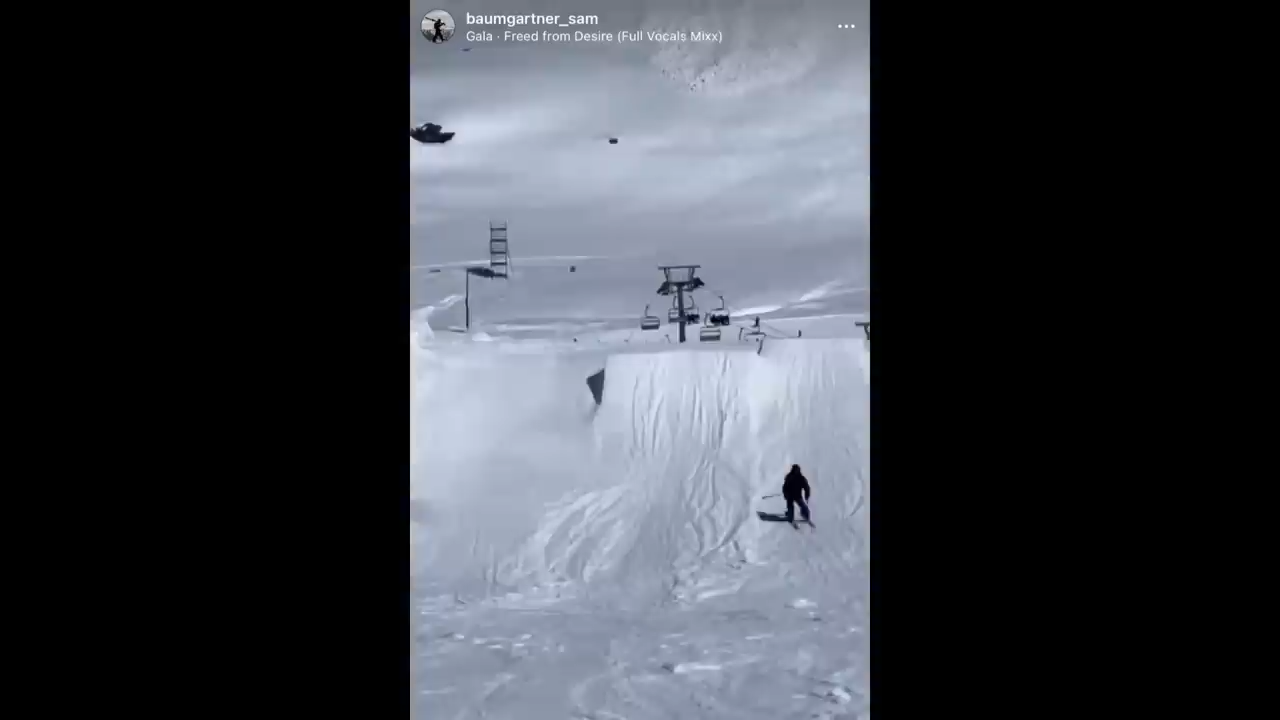 baumgartner_sam
Gala · Freed from Desire (Full Vocals Mixx)